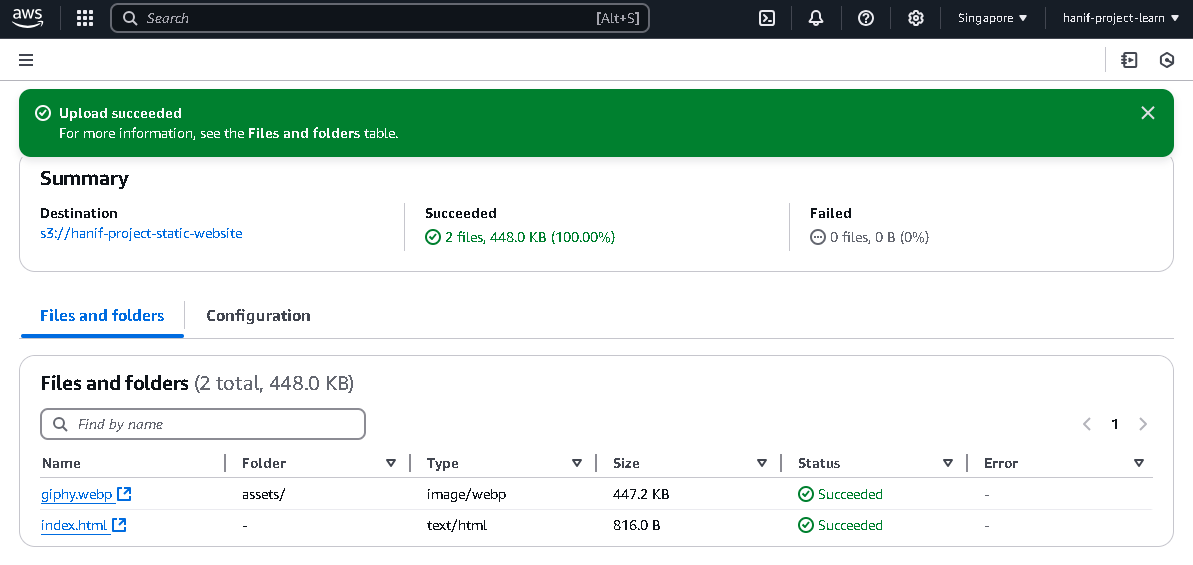 aws Search [Alt+S] Singapore hanif-project-learn
Upload succeeded
For more information, see the Files and folders table.
Summary
Destination Succeeded Failed
s3://hanif-project-static-website 2 files, 448.0 KB (100.00%) 0 files, 0 B (0%)
Files and folders Configuration
Files and folders (2 total, 448.0 KB)
Find by name 1
Name Folder Type Size Status Error
giphy.webp assets/ image/webp 447.2 KB Succeeded -
index.html - text/html 816.0 B Succeeded -